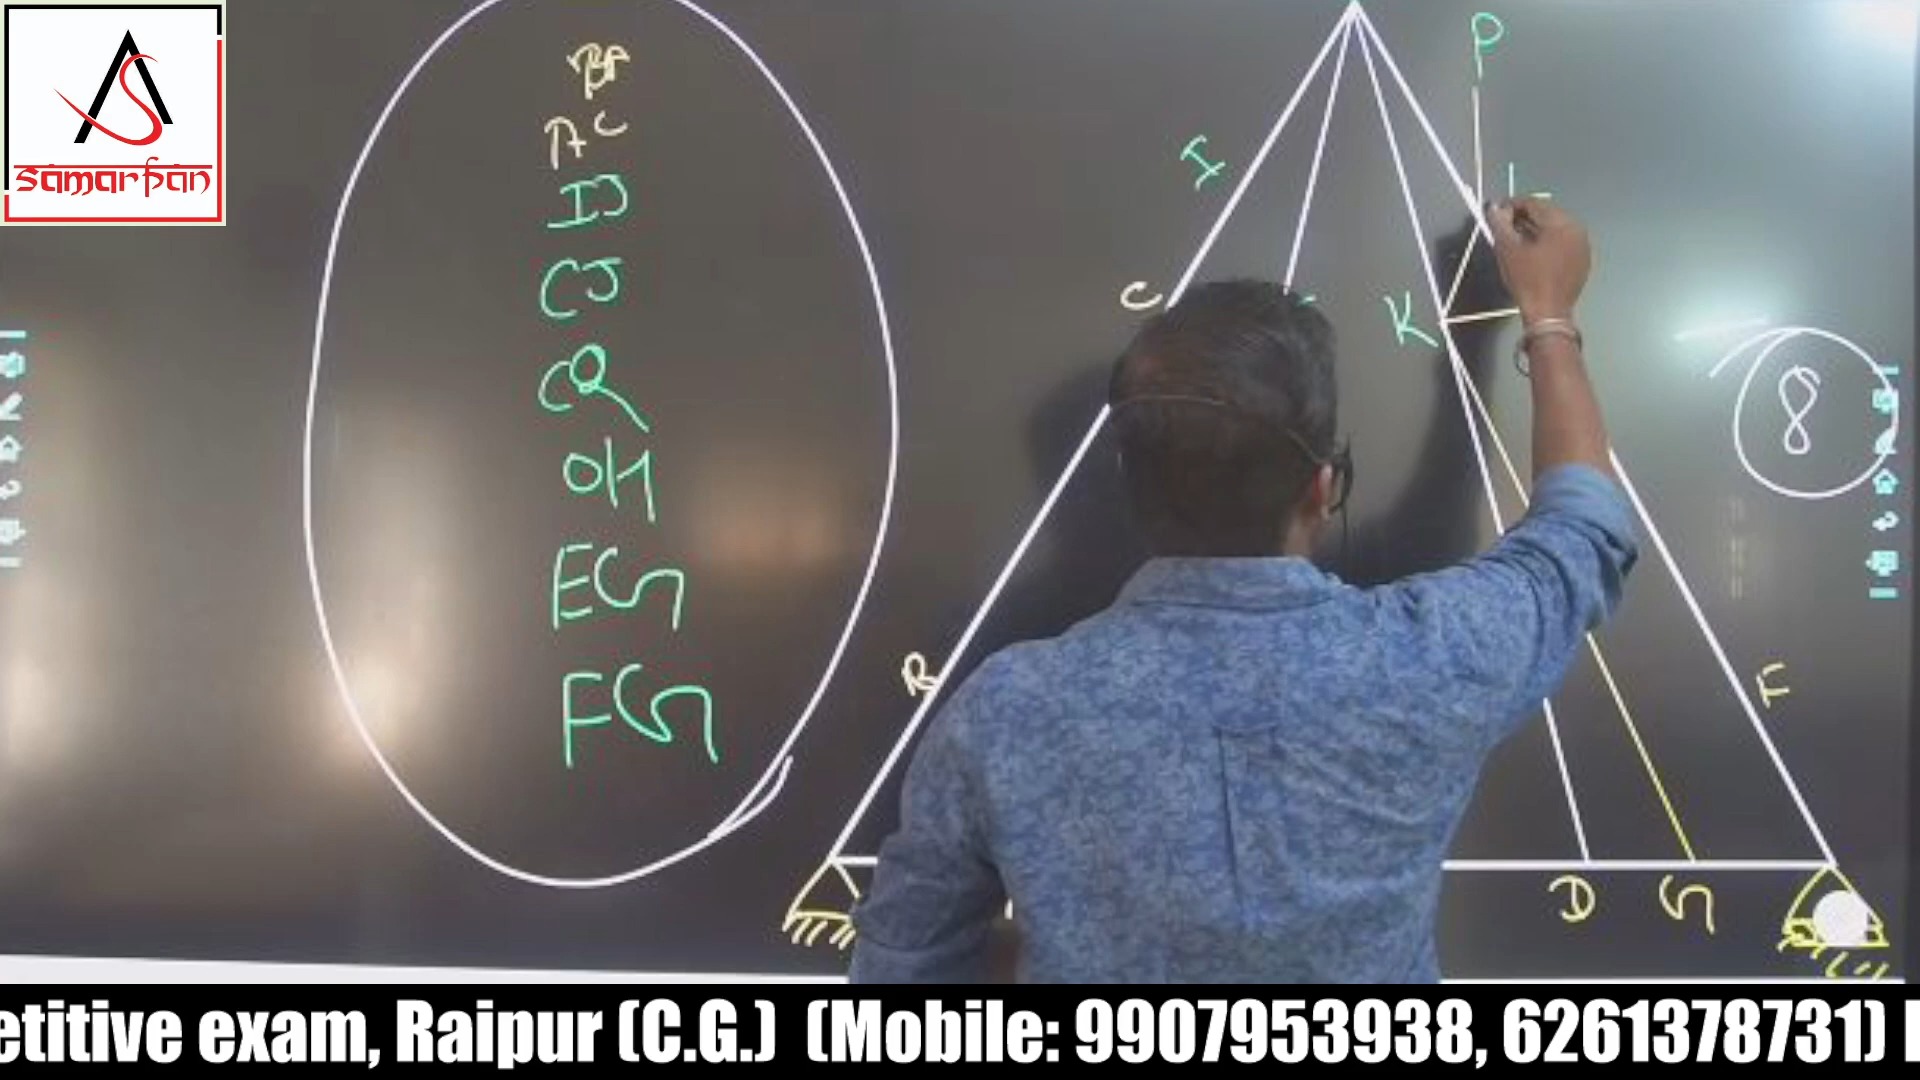 samarpan
AC
IJ
CJ
CQ
OH
EG
FG
P
I
L
C
K
8
B
F
D G
etitive exam, Raipur (C.G.) (Mobile: 9907953938, 6261378731)